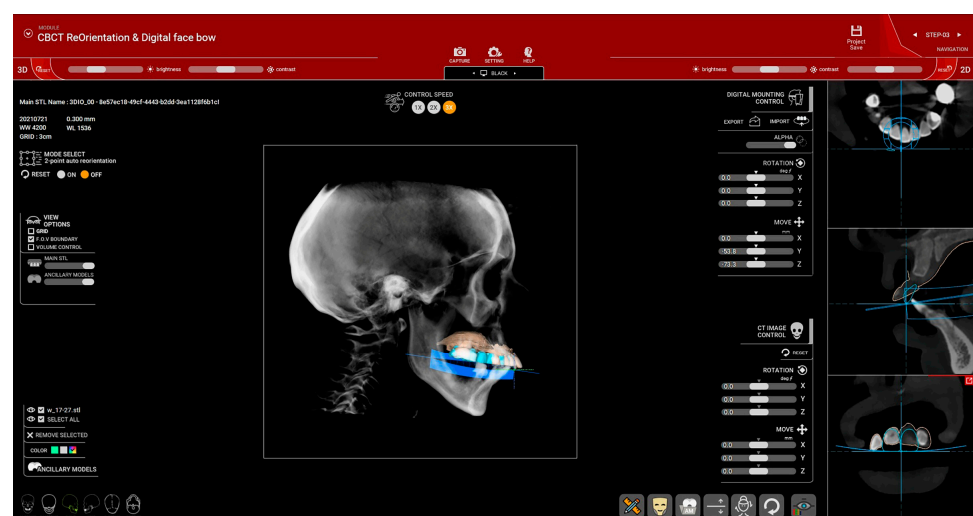 MODULE
CBCT ReOrientation & Digital face bow
CAPTURE
SETTING
HELP
Project
Save
STEP-03
NAVIGATION
3D
RESET
brightness
contrast
BLACK
brightness
contrast
RESET
2D
Main STL Name : 3DIO_00 - 8e57ec18-49cf-4443-b2dd-3ea1128f6b1cl
20210721 0.300 mm
WW 4200 WL 1536
GRID : 3cm
MODE SELECT
2-point auto reorientation
RESET ON OFF
VIEW
OPTIONS
GRID
F.O.V BOUNDARY
VOLUME CONTROL
MAIN STL
ANCILLARY MODELS
w_17-27.stl
SELECT ALL
REMOVE SELECTED
COLOR
ANCILLARY MODELS
CONTROL SPEED
1X 2X 3X
DIGITAL MOUNTING
CONTROL
EXPORT IMPORT
ALPHA
ROTATION
deg
0.0 X
0.0 Y
0.0 Z
MOVE
mm
0.0 X
-53.8 Y
-73.3 Z
CT IMAGE
CONTROL
RESET
ROTATION
deg
0.0 X
0.0 Y
0.0 Z
MOVE
mm
0.0 X
0.0 Y
0.0 Z
AM